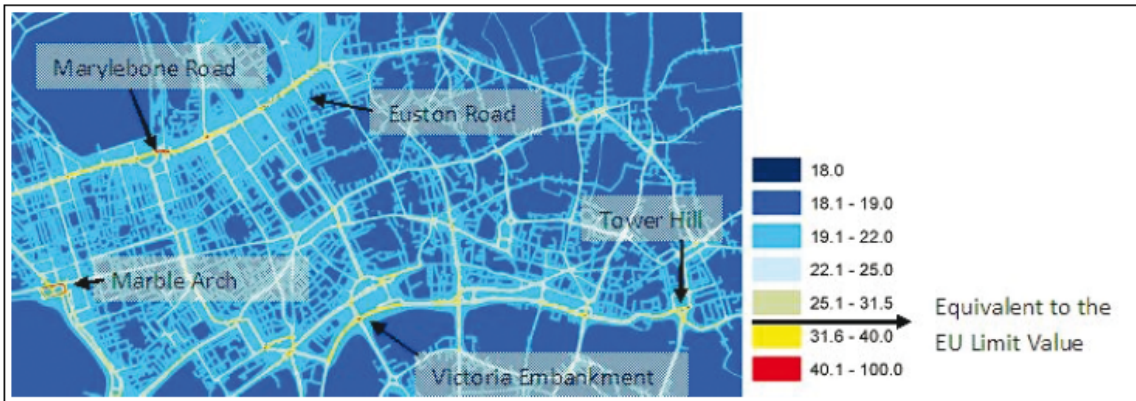 Marylebone Road
Euston Road
Tower Hill
Marble Arch
Victoria Embankment
18.0
18.1 - 19.0
19.1 - 22.0
22.1 - 25.0
25.1 - 31.5
31.6 - 40.0
40.1 - 100.0
Equivalent to the
EU Limit Value